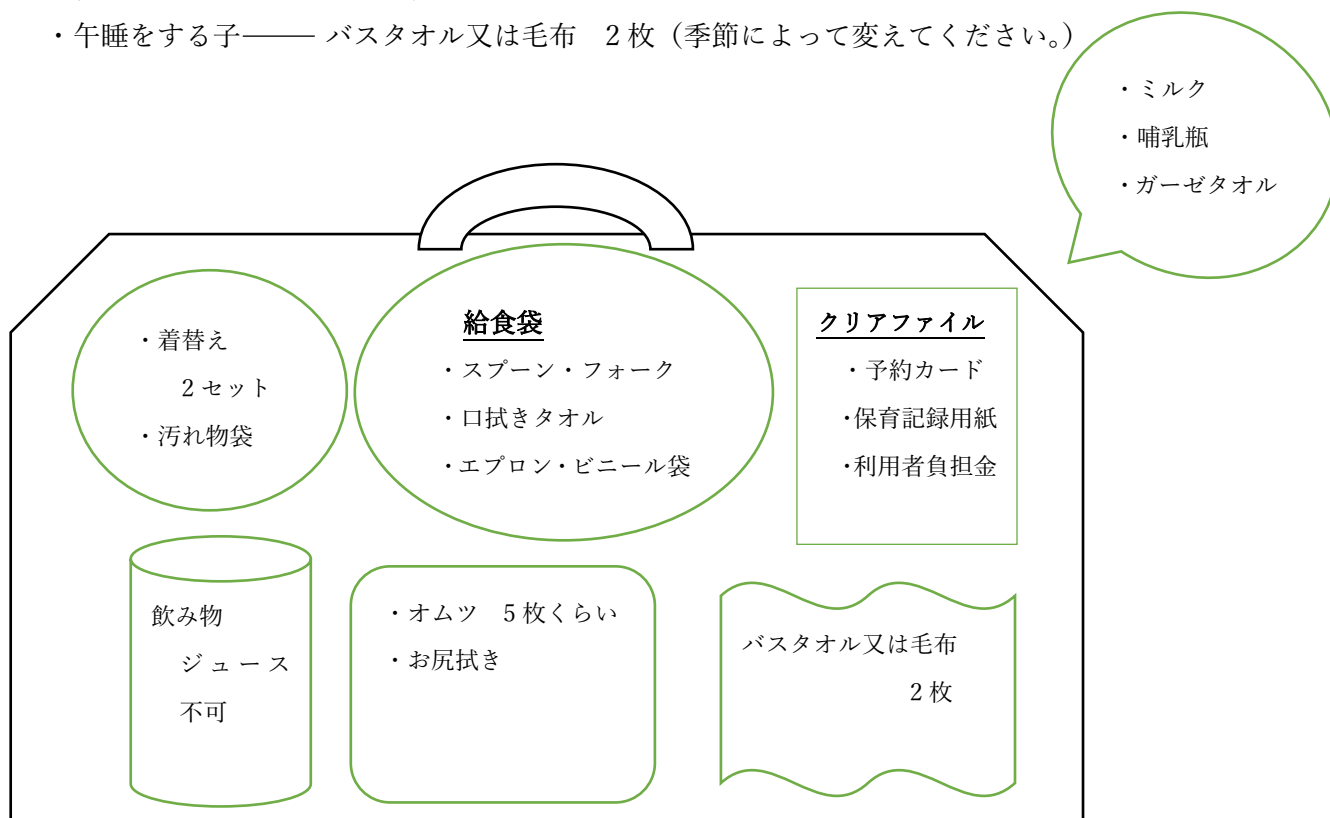 ・午睡をする子―― バスタオル又は毛布　2枚（季節によって変えてください。）
・ミルク
・哺乳瓶
・ガーゼタオル
・着替え
2セット
・汚れ物袋
給食袋
・スプーン・フォーク
・口拭きタオル
・エプロン・ビニール袋
クリアファイル
・予約カード
・保育記録用紙
・利用者負担金
飲み物
ジュース
不可
・オムツ　5枚くらい
・お尻拭き
バスタオル又は毛布
2枚